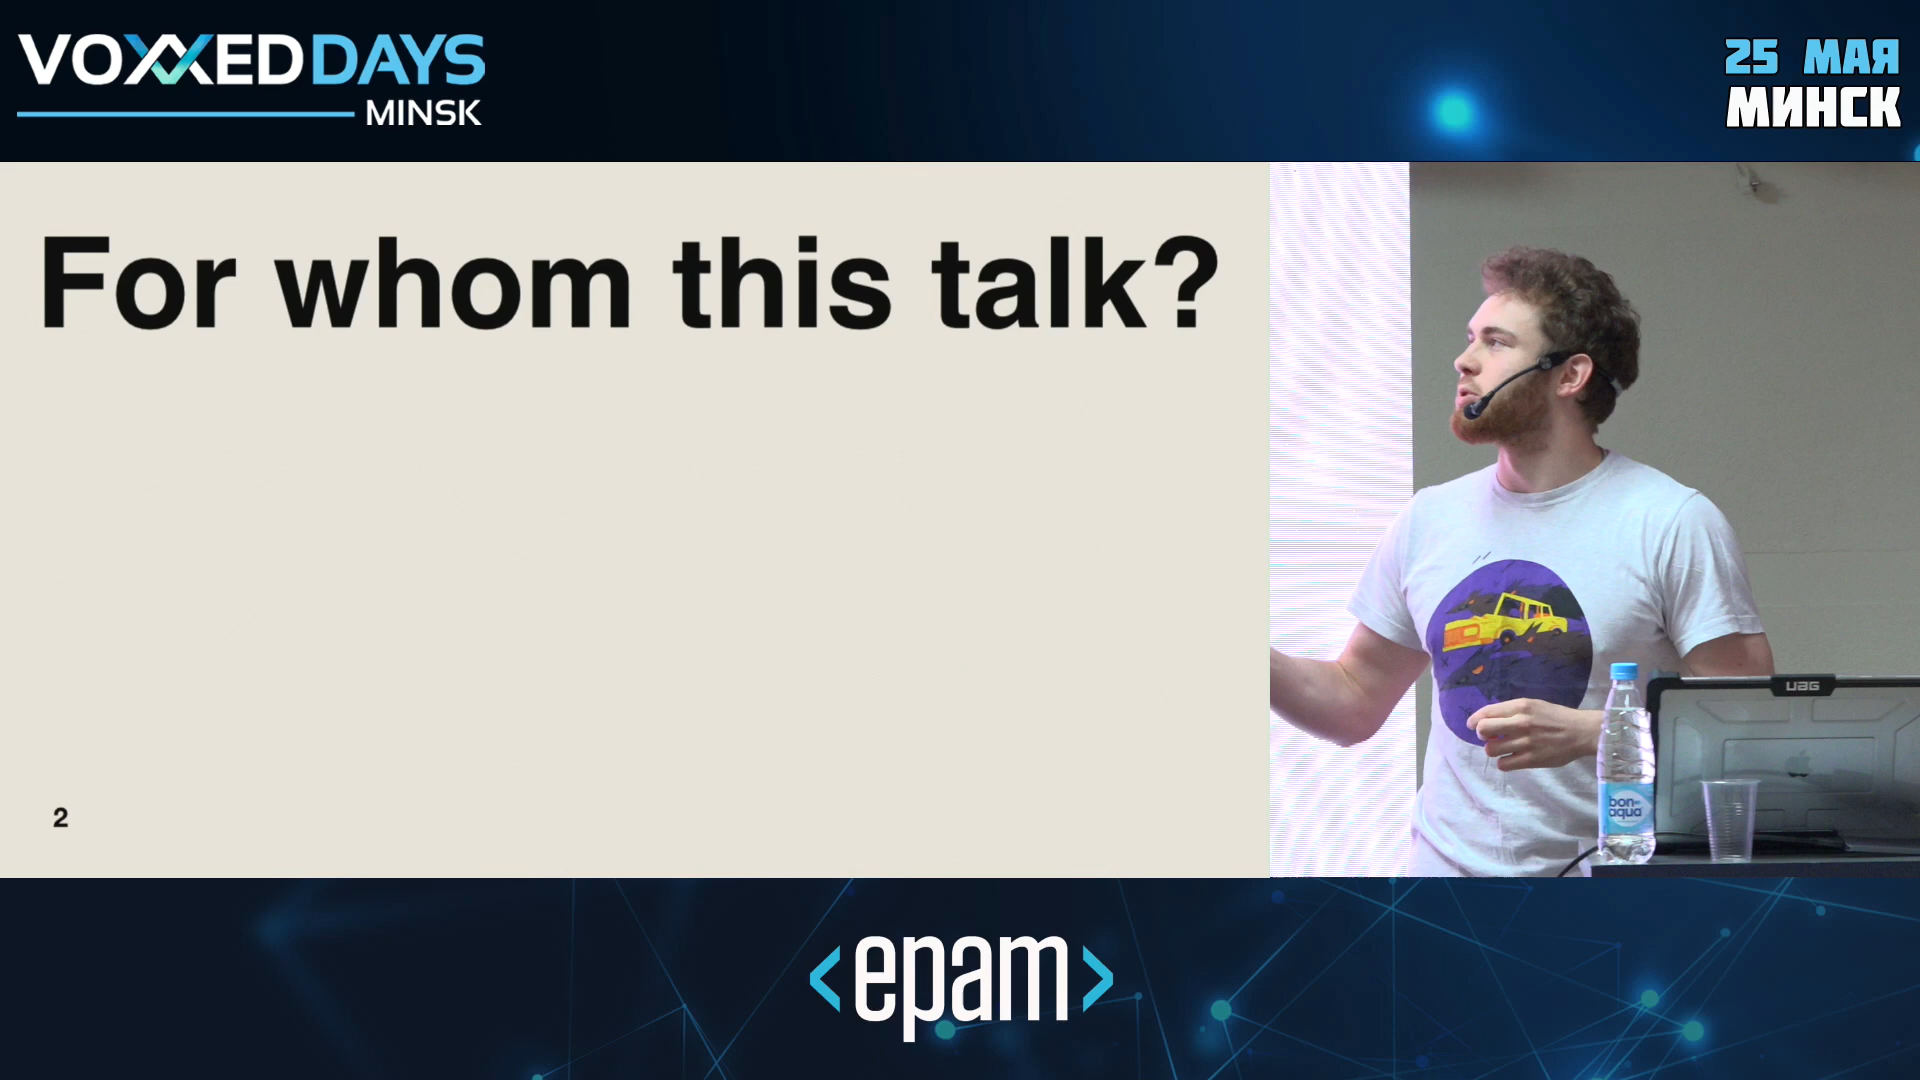 VOXXEDDAYS
MINSK
25 МАЯ
МИНСК
For whom this talk?
2
UAG
bon
aqua
<epam>